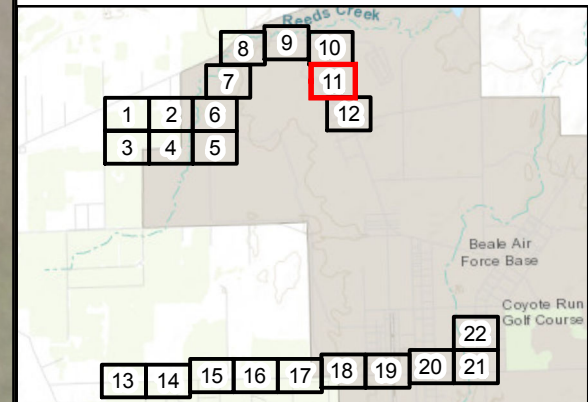 Reeds Creek
8 9 10
7 11
1 2 6 12
3 4 5
Beale Air
Force Base
Coyote Run
Golf Course
22
13 14 15 16 17 18 19 20 21